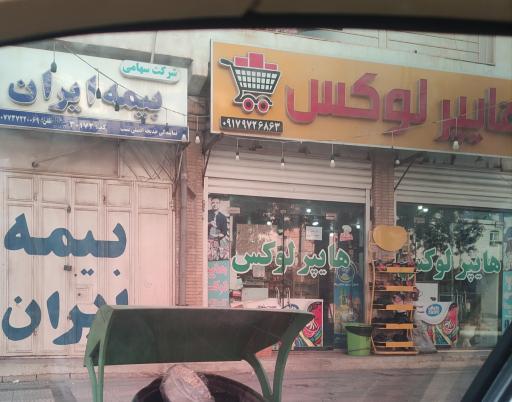 شرکت سهامی
بیمه ایران
هایپر لوکس
۰۹۱۷۹۷۲۶۸۶۳
بیمه
ایران
هایپر لوکس
هایپر لوکس